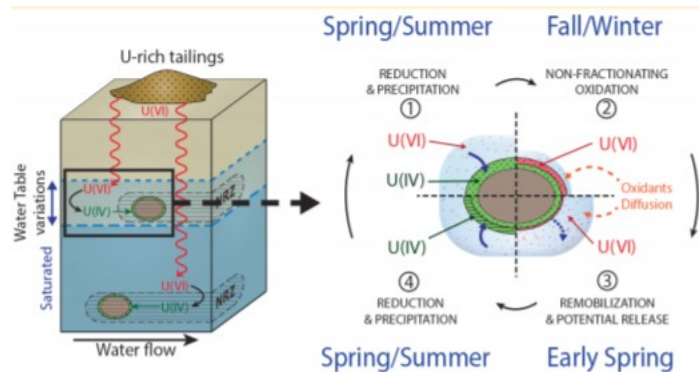 U-rich tailings
U(VI)
Water Table
variations
U(VI)
U(IV)
NRZ
Saturated
U(VI)
U(IV)
NRZ
Water flow
Spring/Summer
Fall/Winter
REDUCTION
& PRECIPITATION
①
NON-FRACTIONATING
OXIDATION
②
U(VI)
U(VI)
U(IV)
Oxidants
Diffusion
U(IV)
U(VI)
④
REDUCTION
& PRECIPITATION
③
REMOBILIZATION
& POTENTIAL RELEASE
Spring/Summer
Early Spring